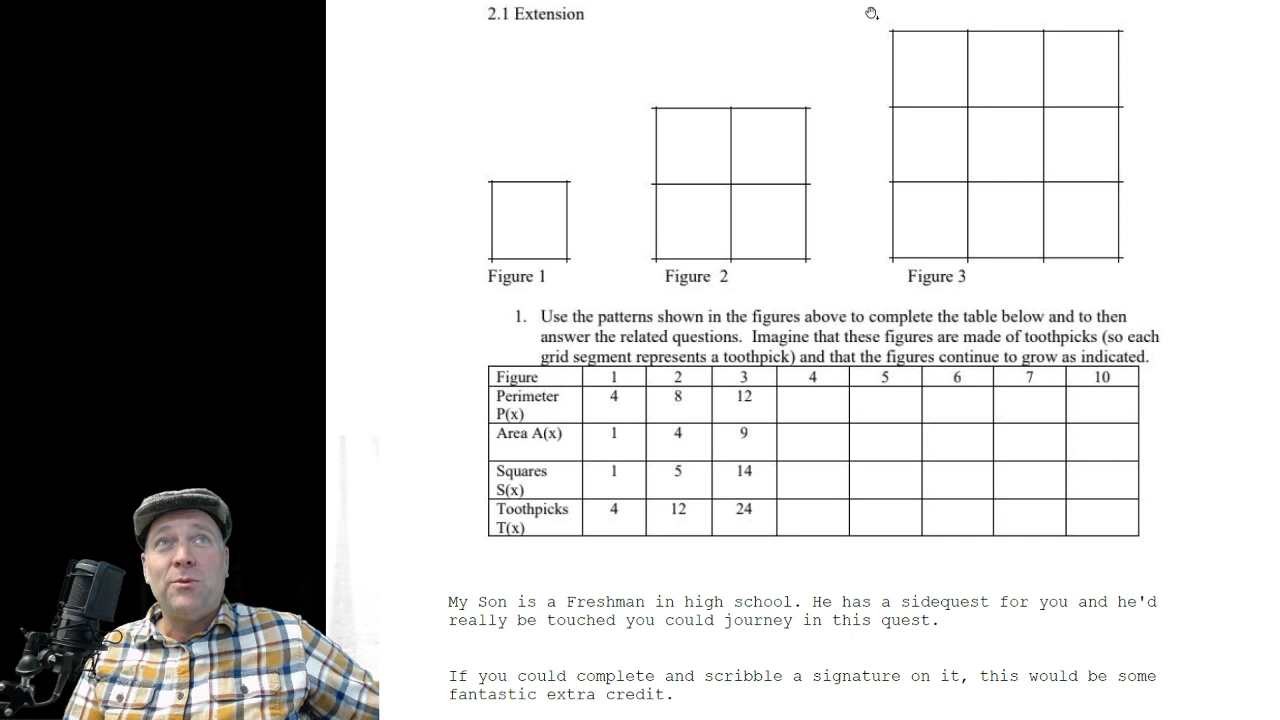 2.1 Extension
Figure 1
Figure 2
Figure 3
1. Use the patterns shown in the figures above to complete the table below and to then
answer the related questions. Imagine that these figures are made of toothpicks (so each
grid segment represents a toothpick) and that the figures continue to grow as indicated.
Figure 1 2 3 4 5 6 7 10
Perimeter 4 8 12
P(x)
Area A(x) 1 4 9
Squares 1 5 14
S(x)
Toothpicks 4 12 24
T(x)
My Son is a Freshman in high school. He has a sidequest for you and he'd
really be touched you could journey in this quest.
If you could complete and scribble a signature on it, this would be some
fantastic extra credit.